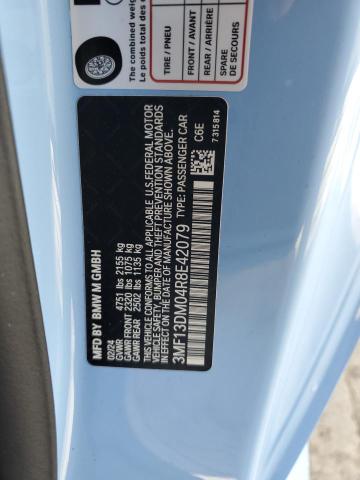 The combined weight
Le poids total des occ
TIRE / PNEU
FRONT / AVANT
REAR / ARRIÈRE
SPARE
DE SECOURS
MFD BY BMW M GMBH
02/24
GVWR 4751 lbs 2155 kg
GAWR FRONT 2320 lbs 1075 kg
GAWR REAR 2502 lbs 1135 kg
THIS VEHICLE CONFORMS TO ALL APPLICABLE U.S.FEDERAL MOTOR
VEHICLE SAFETY, BUMPER, AND THEFT PREVENTION STANDARDS
IN EFFECT ON THE DATE OF MANUFACTURE SHOWN ABOVE.
3MF13DM04R8E42079 TYPE: PASSENGER CAR
C6E
7 315 814